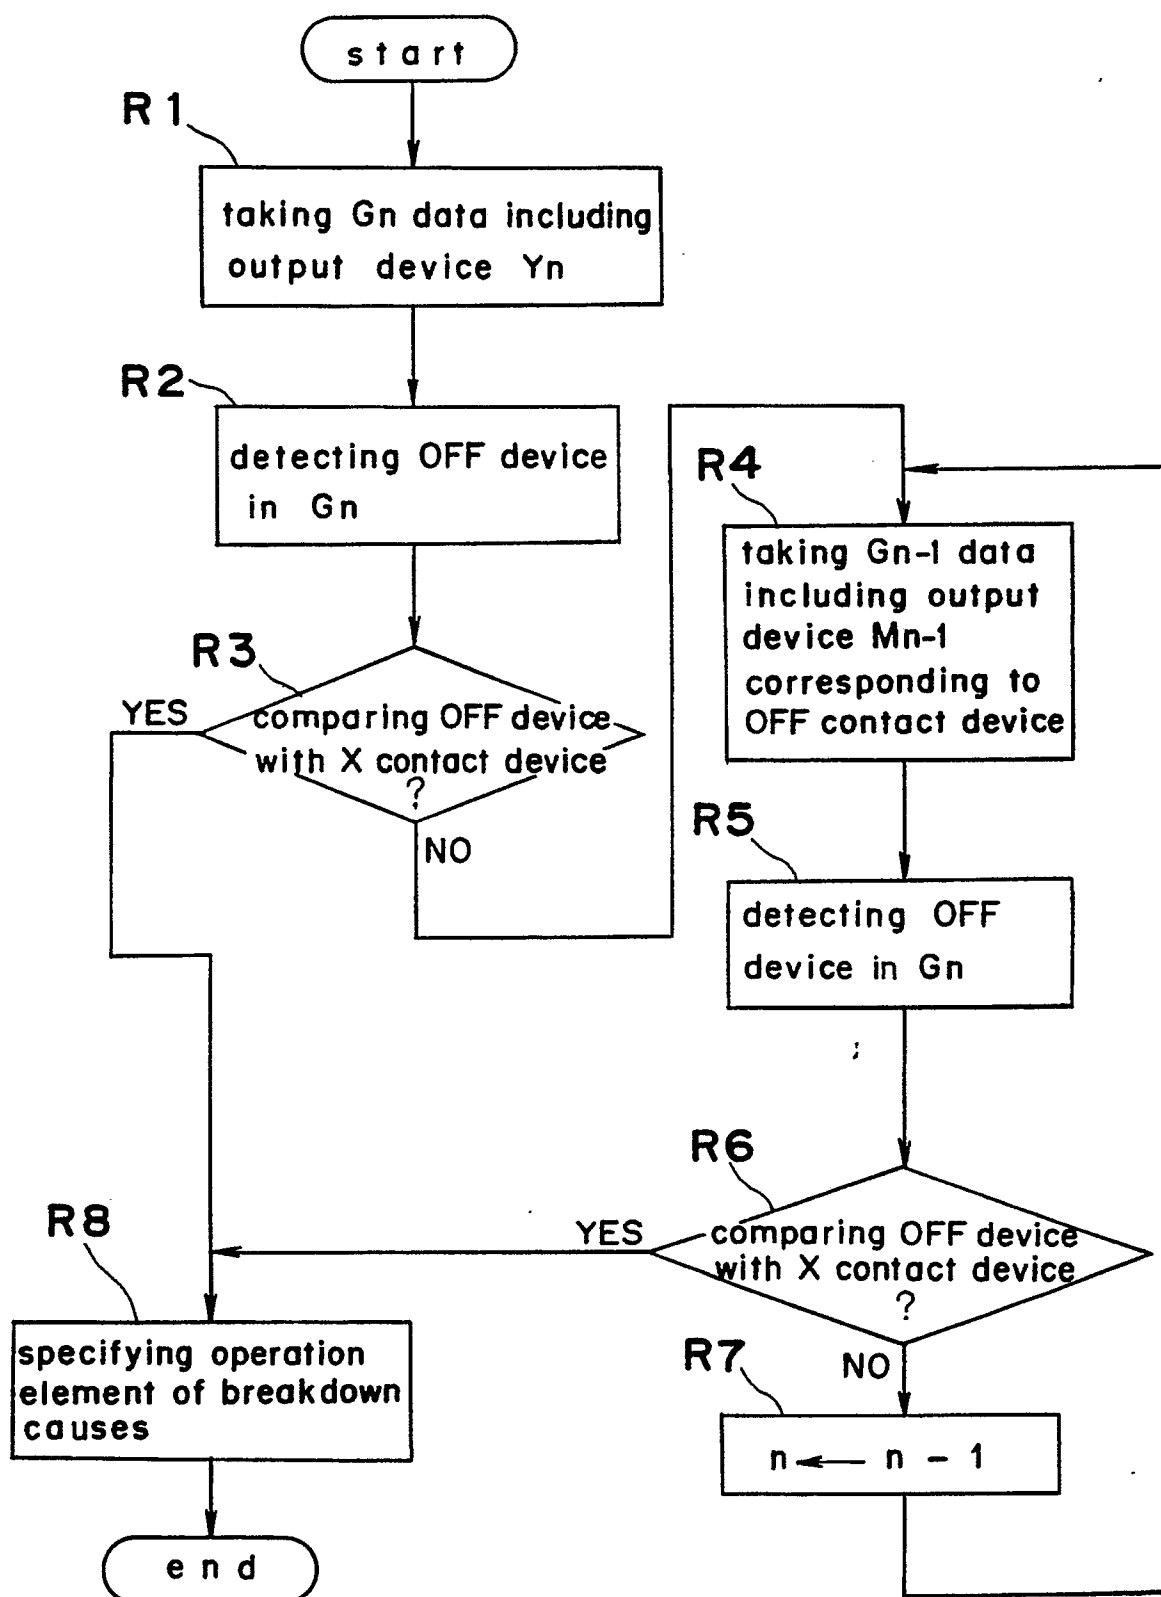 start
R1
taking Gn data including
output device Yn
R2
detecting OFF device
in Gn
R3
YES
comparing OFF device
with X contact device
?
NO
R4
taking Gn-1 data
including output
device Mn-1
corresponding to
OFF contact device
R5
detecting OFF
device in Gn
R6
YES
comparing OFF device
with X contact device
?
NO
R7
n ← n - 1
R8
specifying operation
element of breakdown
causes
end